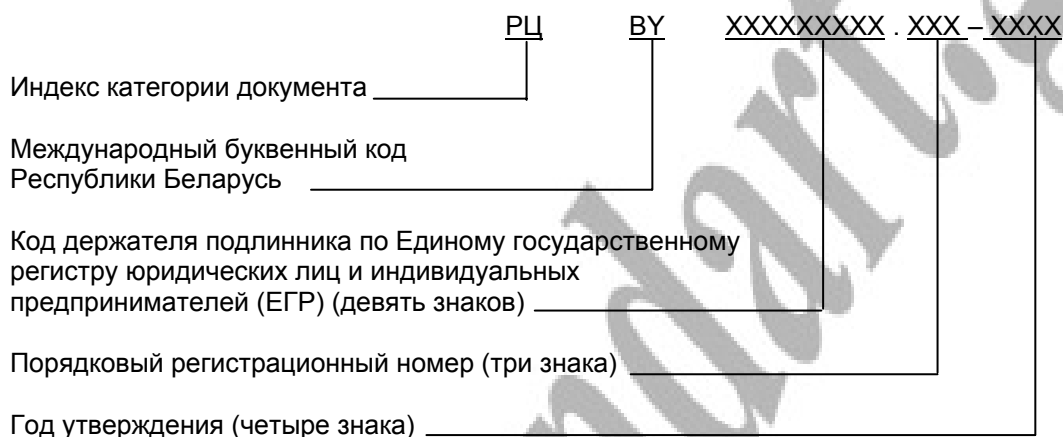 РЦ BY XXXXXXXXX . XXX – XXXX
Индекс категории документа
Международный буквенный код
Республики Беларусь
Код держателя подлинника по Единому государственному
регистру юридических лиц и индивидуальных
предпринимателей (ЕГР) (девять знаков)
Порядковый регистрационный номер (три знака)
Год утверждения (четыре знака)